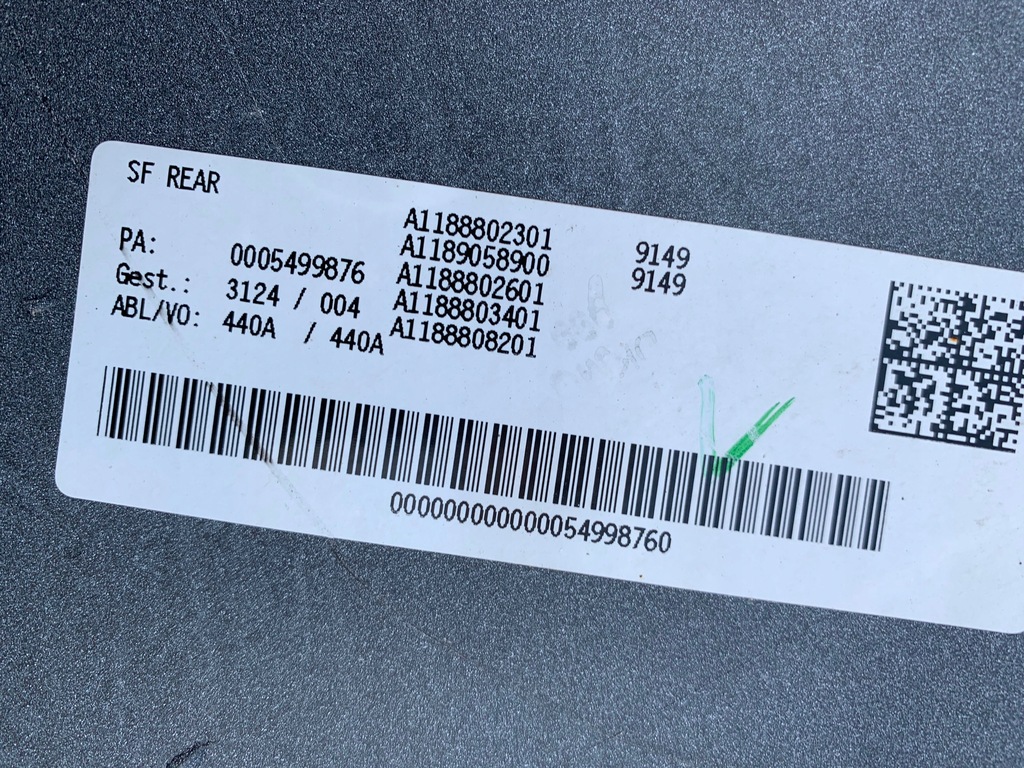 SF REAR
A1188802301 9149
PA: 0005499876 A1189058900 9149
Gest.: 3124 / 004 A1188802601
ABL/VO: 440A / 440A A1188803401
A1188808201
000000000000054998760